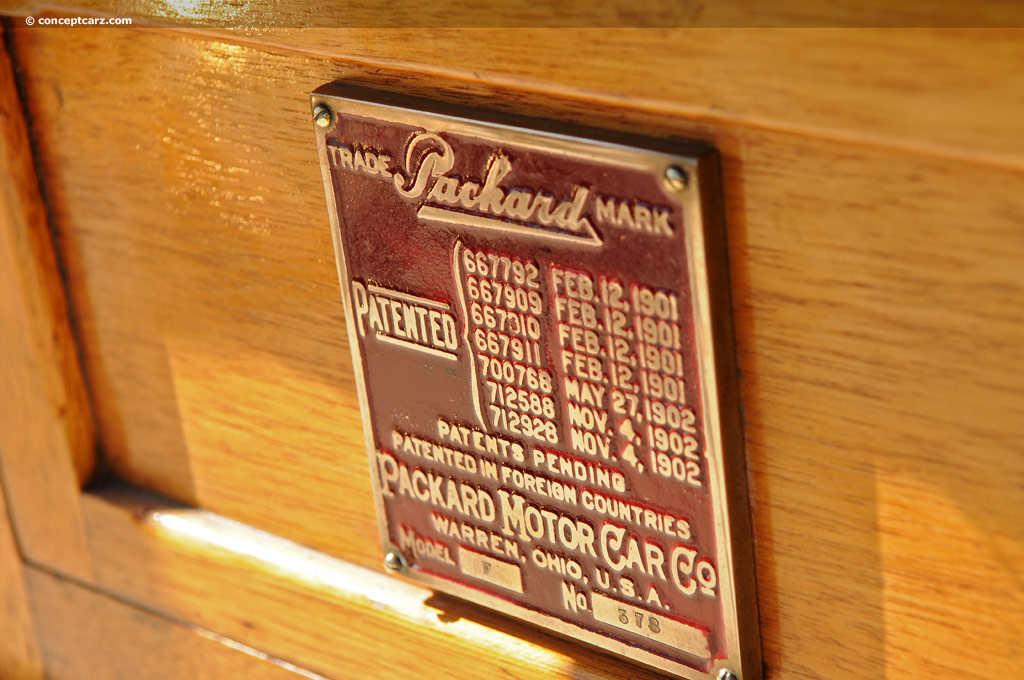 © conceptcarz.com
TRADE Packard MARK
PATENTED
667792 FEB. 12, 1901
667909 FEB. 12, 1901
667910 FEB. 12, 1901
667911 FEB. 12, 1901
700768 MAY 27, 1902
712588 NOV. 4, 1902
712928 NOV. 4, 1902
PATENTS PENDING
PATENTED IN FOREIGN COUNTRIES
PACKARD MOTOR CAR CO
WARREN, OHIO, U.S.A.
MODEL F No. 378